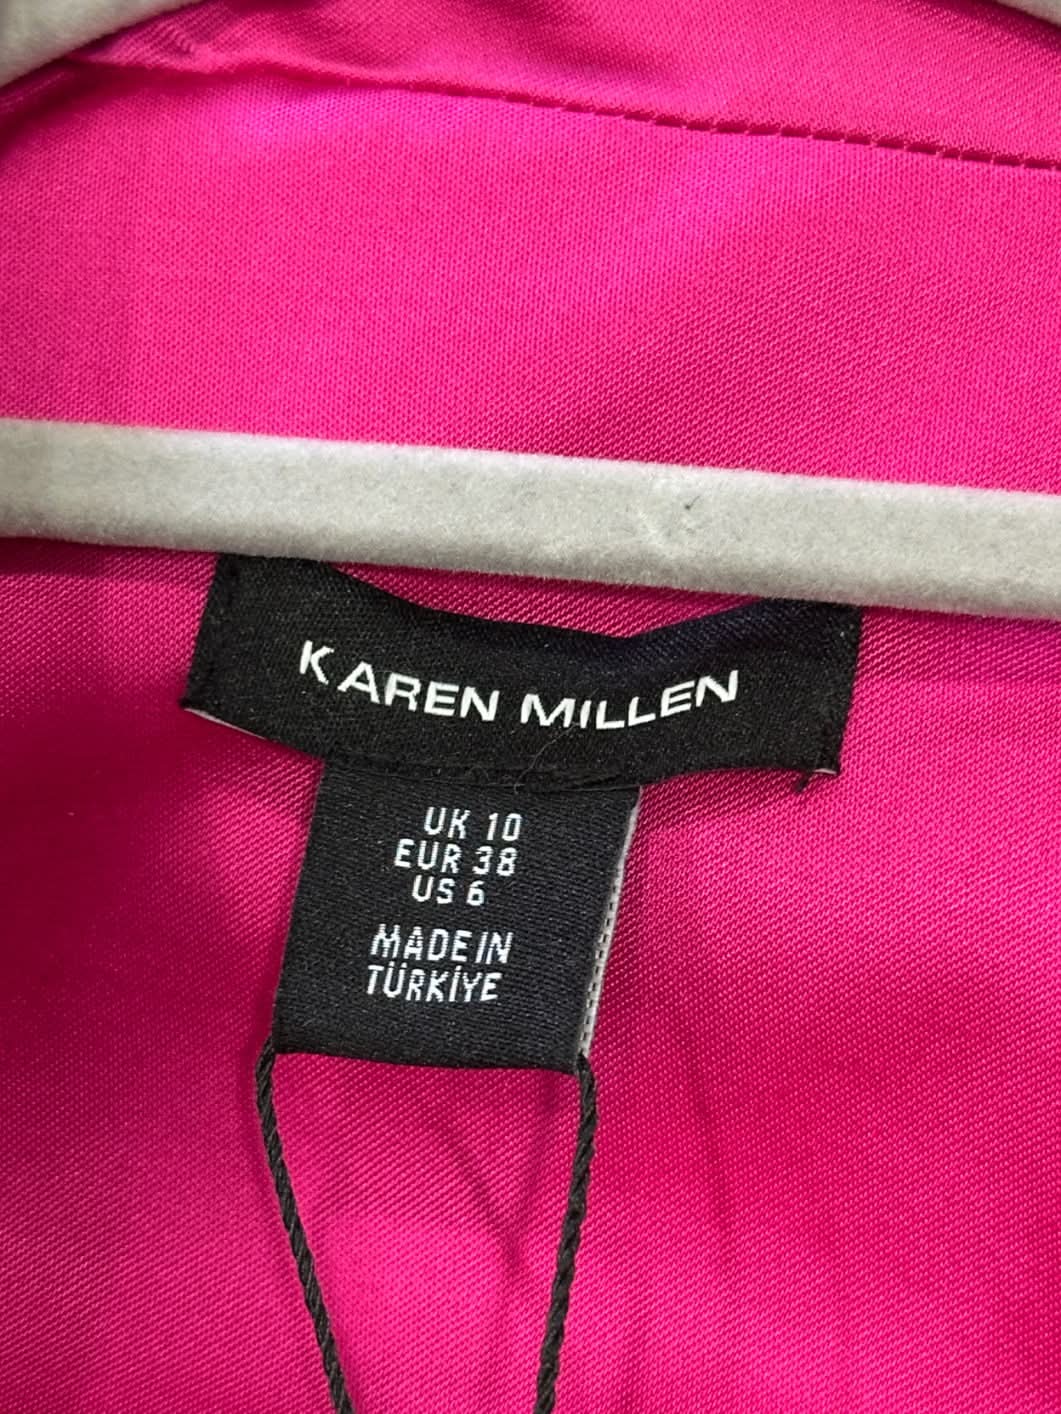 KAREN MILLEN
UK 10
EUR 38
US 6
MADE IN
TÜRKİYE